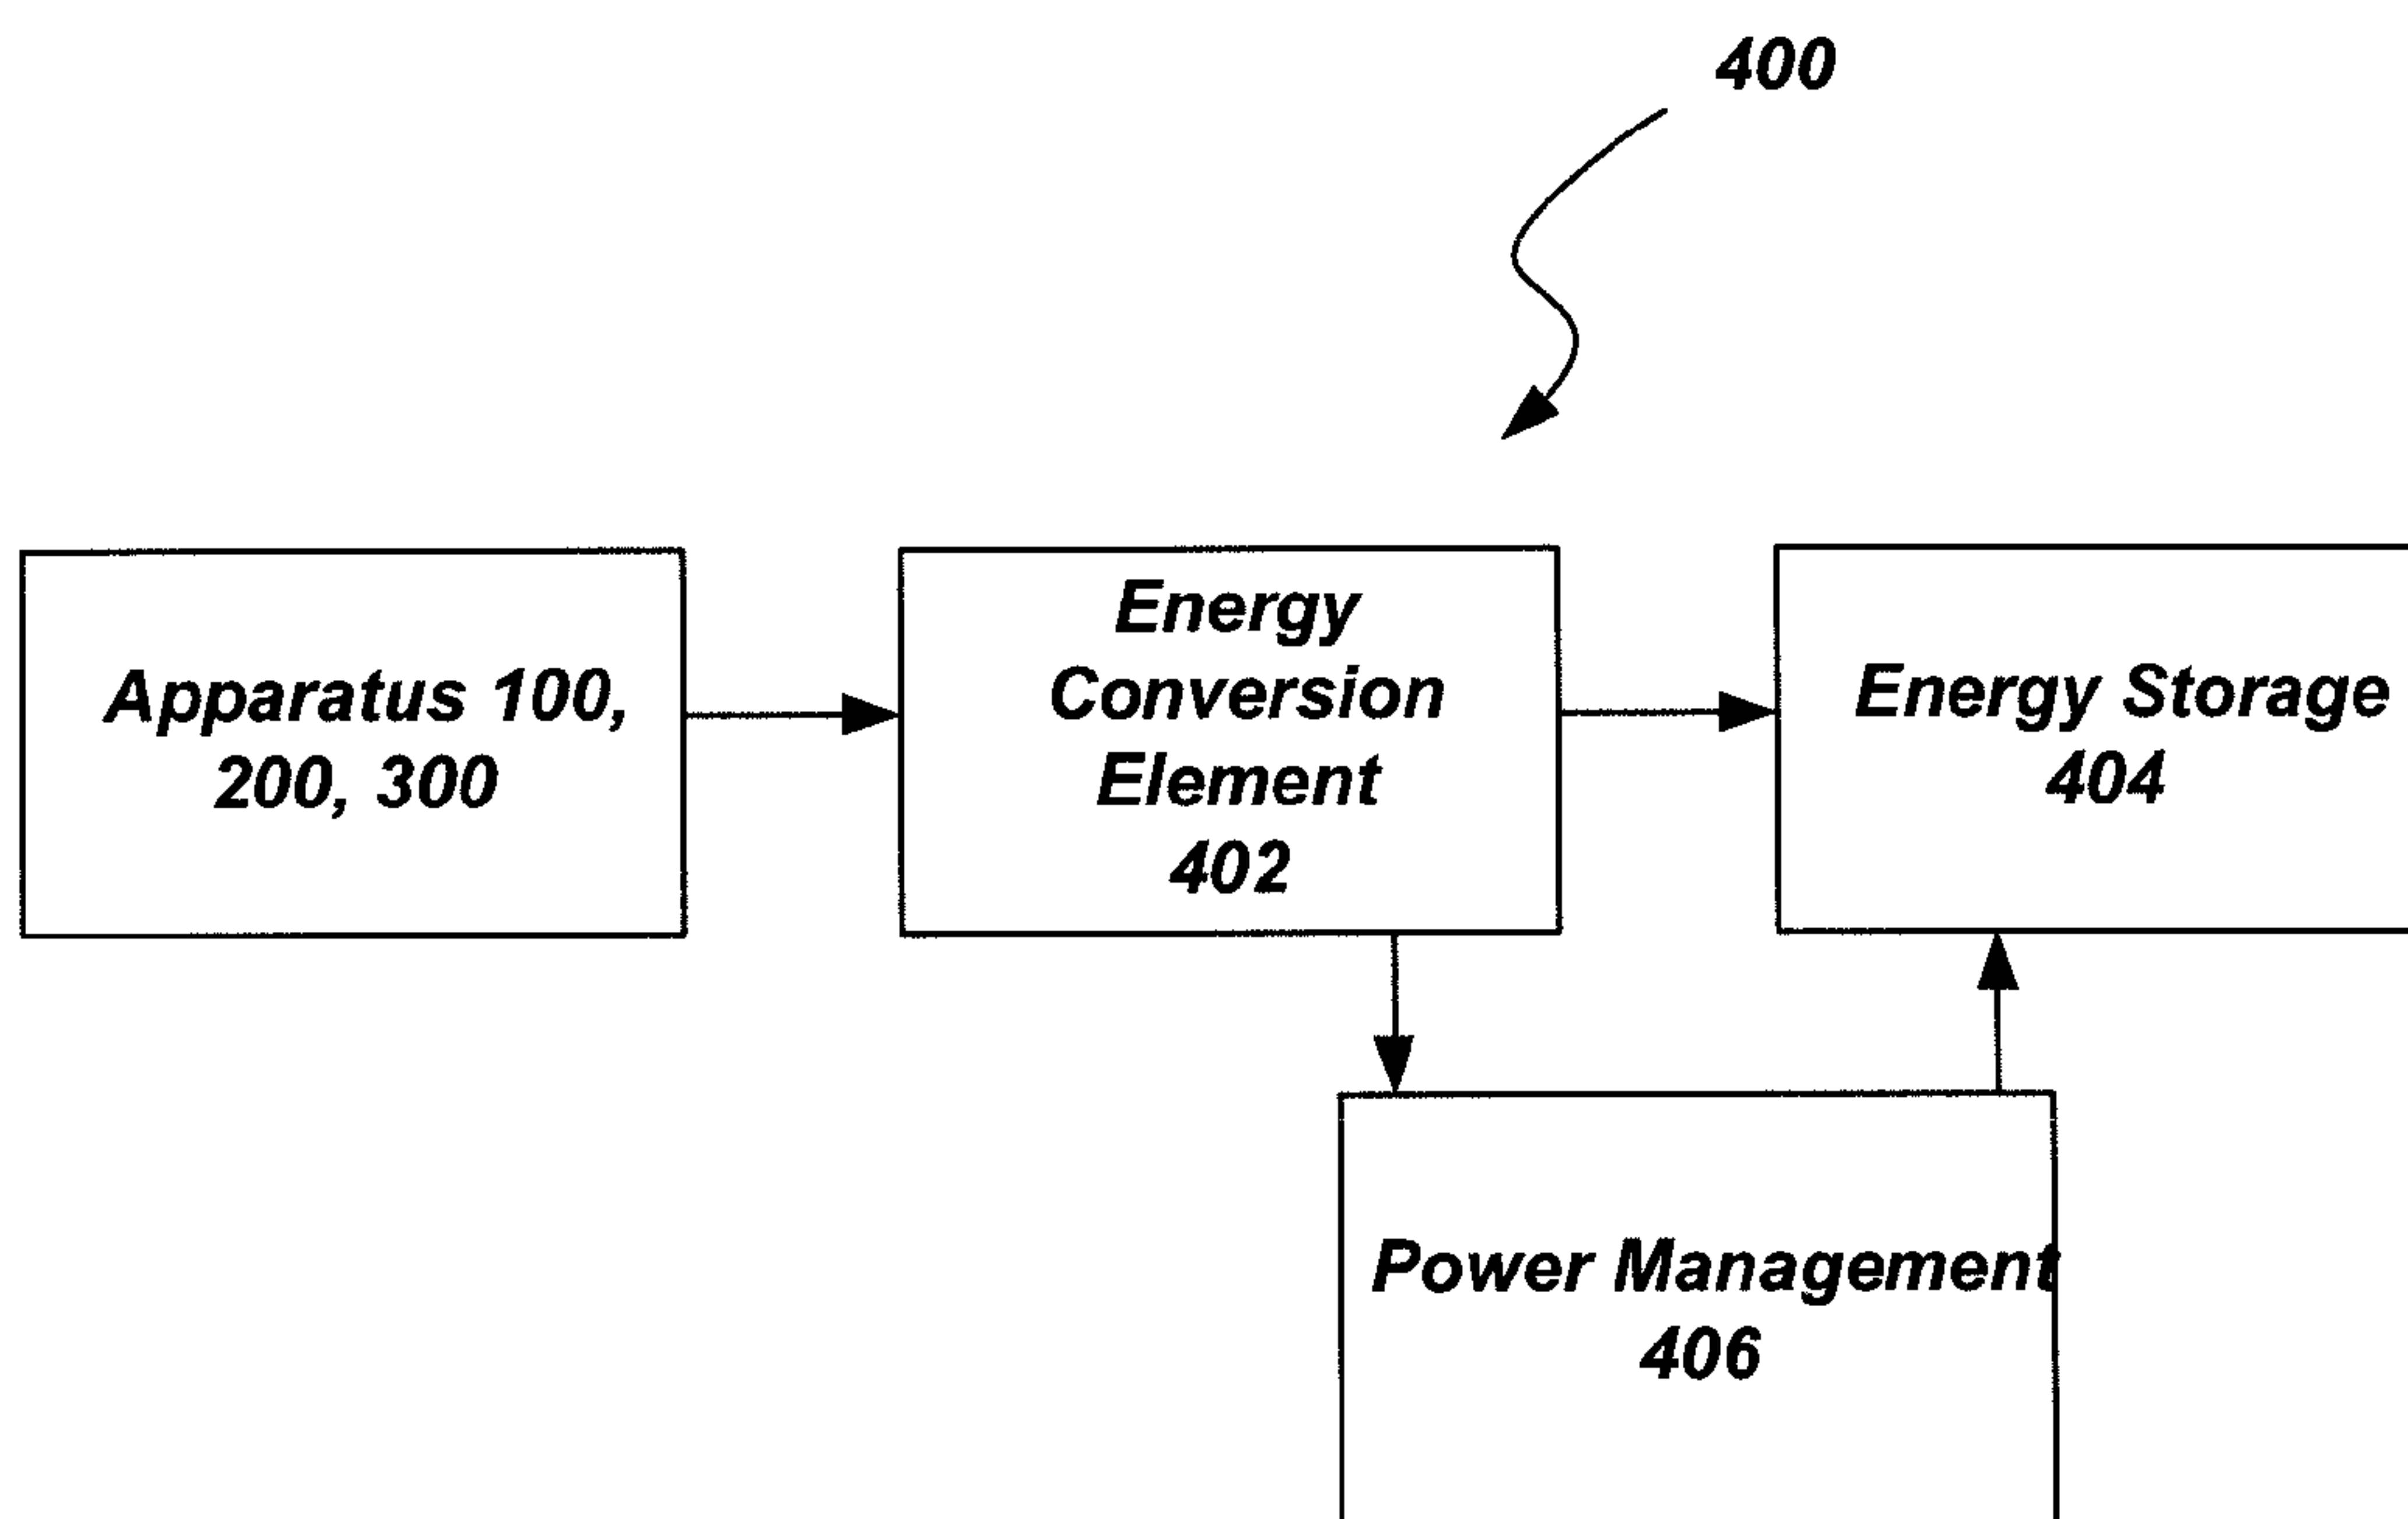 400
Apparatus 100,
200, 300
Energy
Conversion
Element
402
Energy Storage
404
Power Management
406